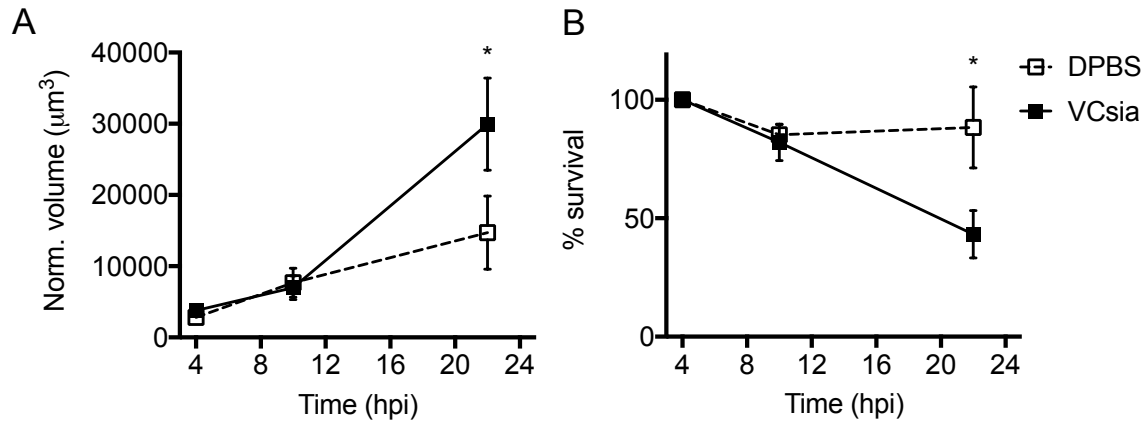 A
Norm. volume (μm³)
40000
30000
20000
10000
0
*
4 8 12 16 20 24
Time (hpi)
B
% survival
100
50
0
*
4 8 12 16 20 24
Time (hpi)
DPBS
VCsia